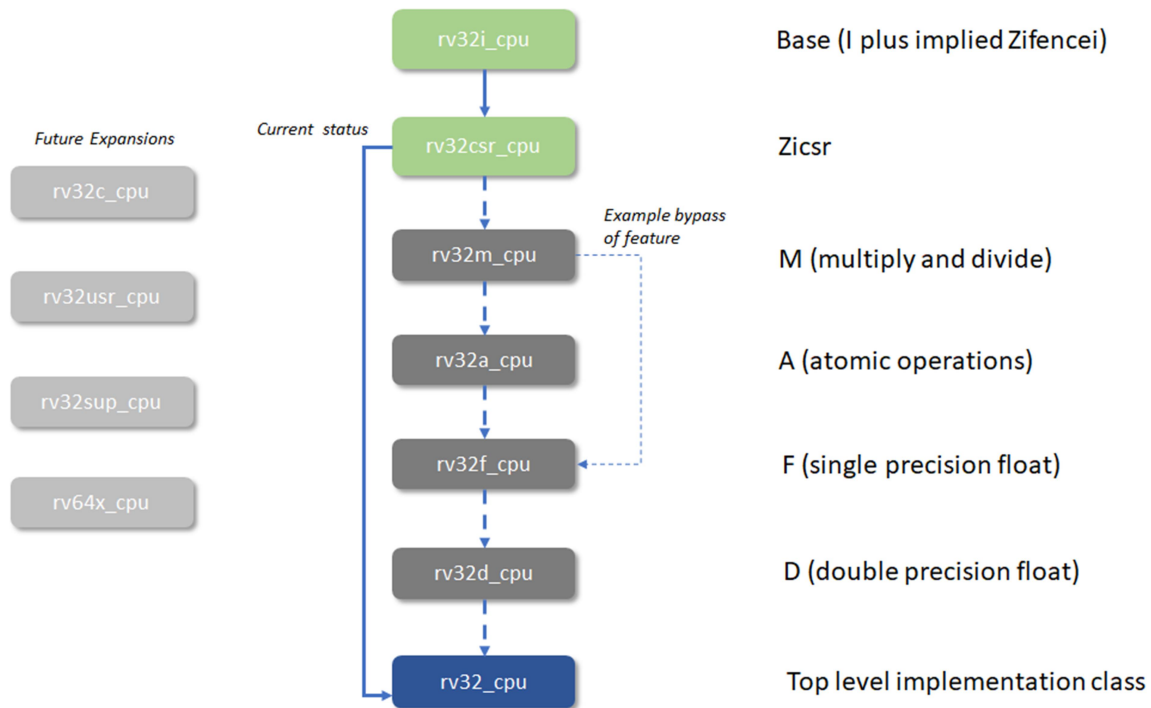 rv32i_cpu
Base (I plus implied Zifencei)
Future Expansions
Current status
rv32csr_cpu
Zicsr
rv32c_cpu
Example bypass
of feature
rv32m_cpu
M (multiply and divide)
rv32usr_cpu
rv32a_cpu
A (atomic operations)
rv32sup_cpu
rv32f_cpu
F (single precision float)
rv64x_cpu
rv32d_cpu
D (double precision float)
rv32_cpu
Top level implementation class